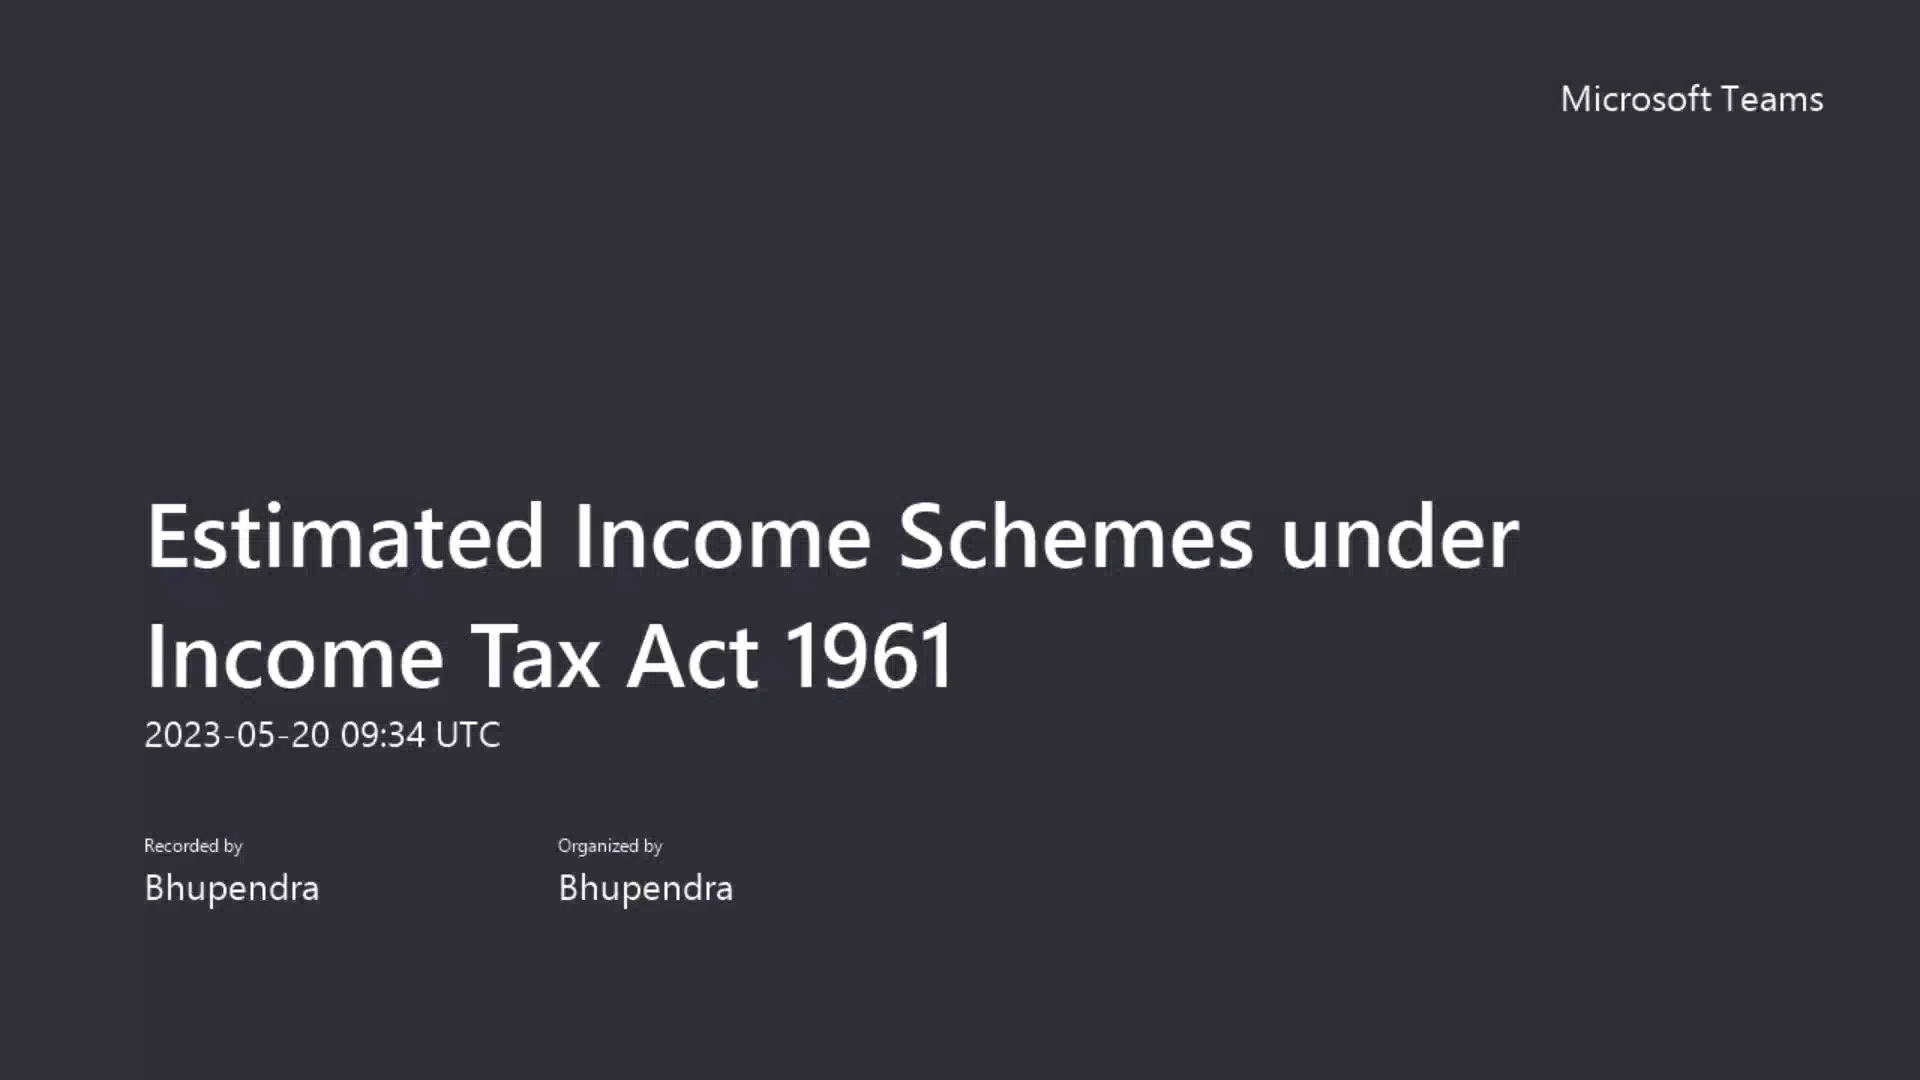 Microsoft Teams
Estimated Income Schemes under
Income Tax Act 1961
2023-05-20 09:34 UTC
Recorded by
Organized by
Bhupendra
Bhupendra